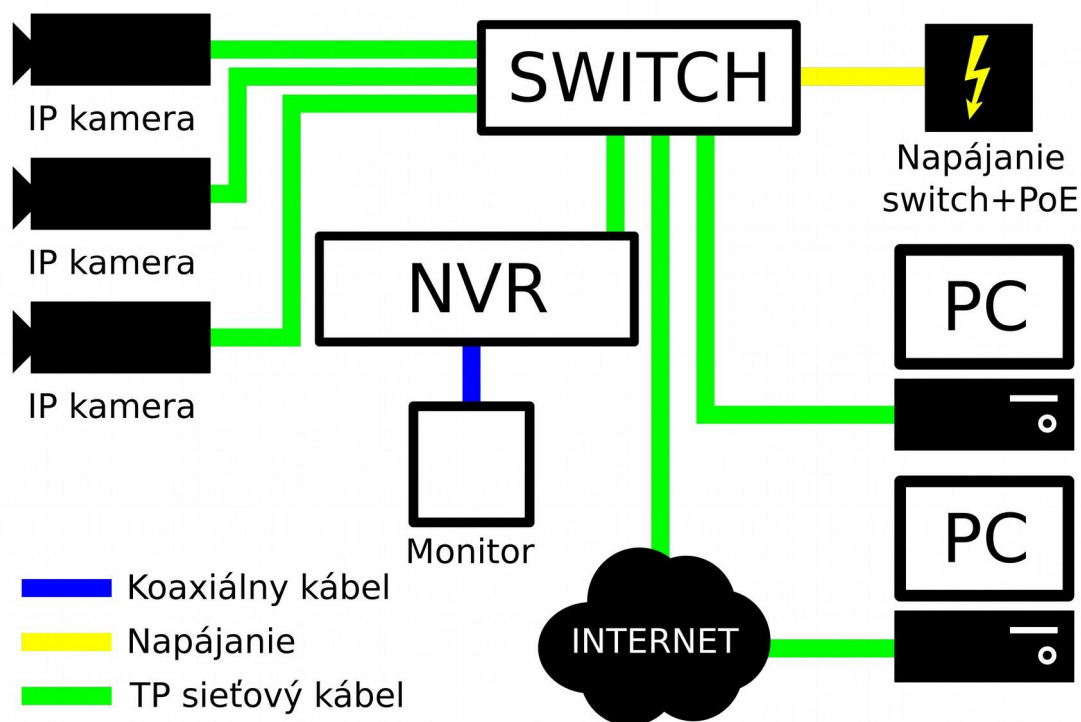 SWITCH
IP kamera
Napájanie
switch+PoE
IP kamera
NVR
PC
IP kamera
PC
Monitor
Koaxiálny kábel
INTERNET
Napájanie
TP sieťový kábel